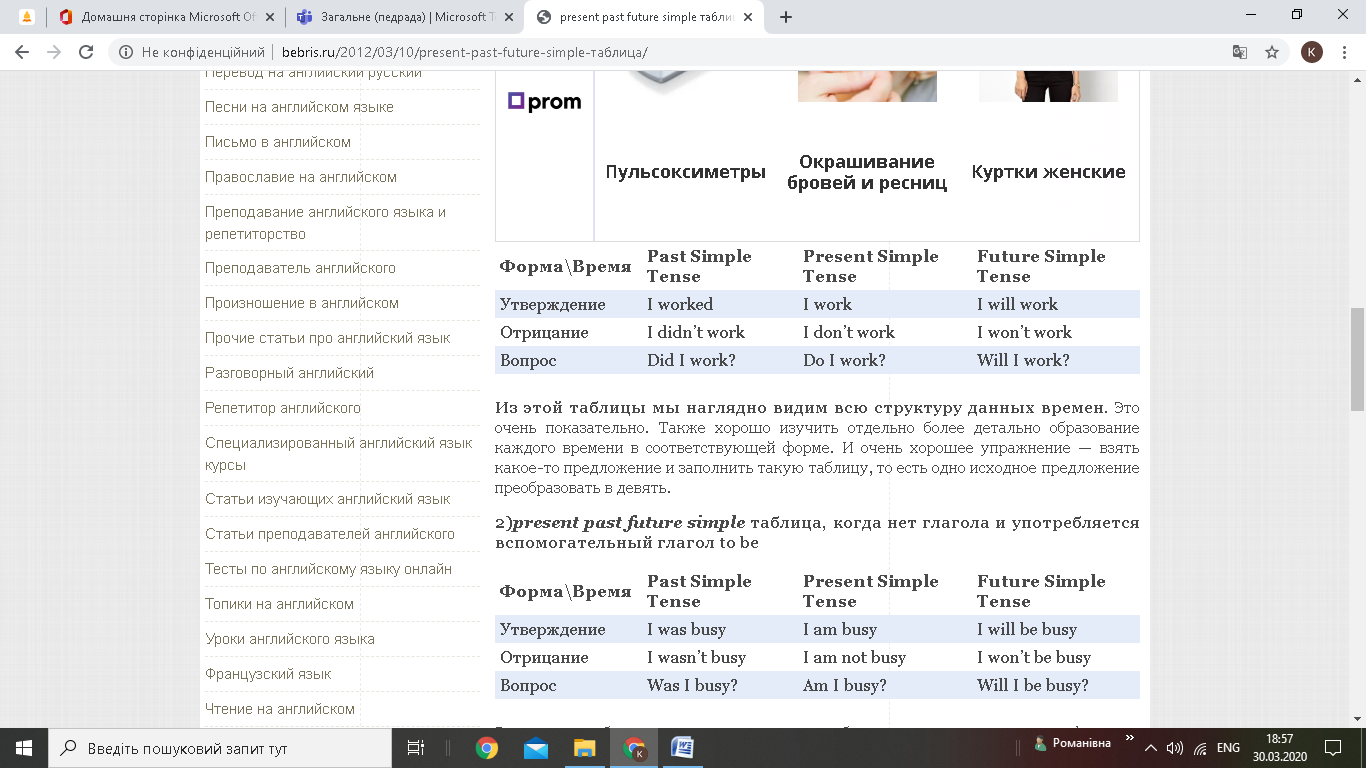 Домашня сторінка Microsoft Of
Загальне (педрада) | Microsoft T
present past future simple таблиц
Не конфіденційний
bebris.ru/2012/03/10/present-past-future-simple-таблица/
K
Перевод на английский русский
Песни на английском языке
Письмо в английском
Православие на английском
Преподавание английского языка и
репетиторство
Преподаватель английского
Произношение в английском
Прочие статьи про английский язык
Разговорный английский
Репетитор английского
Специализированный английский язык
курсы
Статьи изучающих английский язык
Статьи преподавателей английского
Тесты по английскому языку онлайн
Топики на английском
Уроки английского языка
Французский язык
Чтение на английском
prom
Пульсоксиметры
Окрашивание
бровей и ресниц
Куртки женские
Форма\Время Past Simple Tense Present Simple Tense Future Simple Tense
Утверждение I worked I work I will work
Отрицание I didn’t work I don’t work I won’t work
Вопрос Did I work? Do I work? Will I work?
Из этой таблицы мы наглядно видим всю структуру данных времен. Это
очень показательно. Также хорошо изучить отдельно более детально образование
каждого времени в соответствующей форме. И очень хорошее упражнение — взять
какое-то предложение и заполнить такую таблицу, то есть одно исходное предложение
преобразовать в девять.
2)present past future simple таблица, когда нет глагола и употребляется
вспомогательный глагол to be
Форма\Время Past Simple Tense Present Simple Tense Future Simple Tense
Утверждение I was busy I am busy I will be busy
Отрицание I wasn’t busy I am not busy I won’t be busy
Вопрос Was I busy? Am I busy? Will I be busy?
Введіть пошуковий запит тут
Романівна
ENG
18:57
30.03.2020